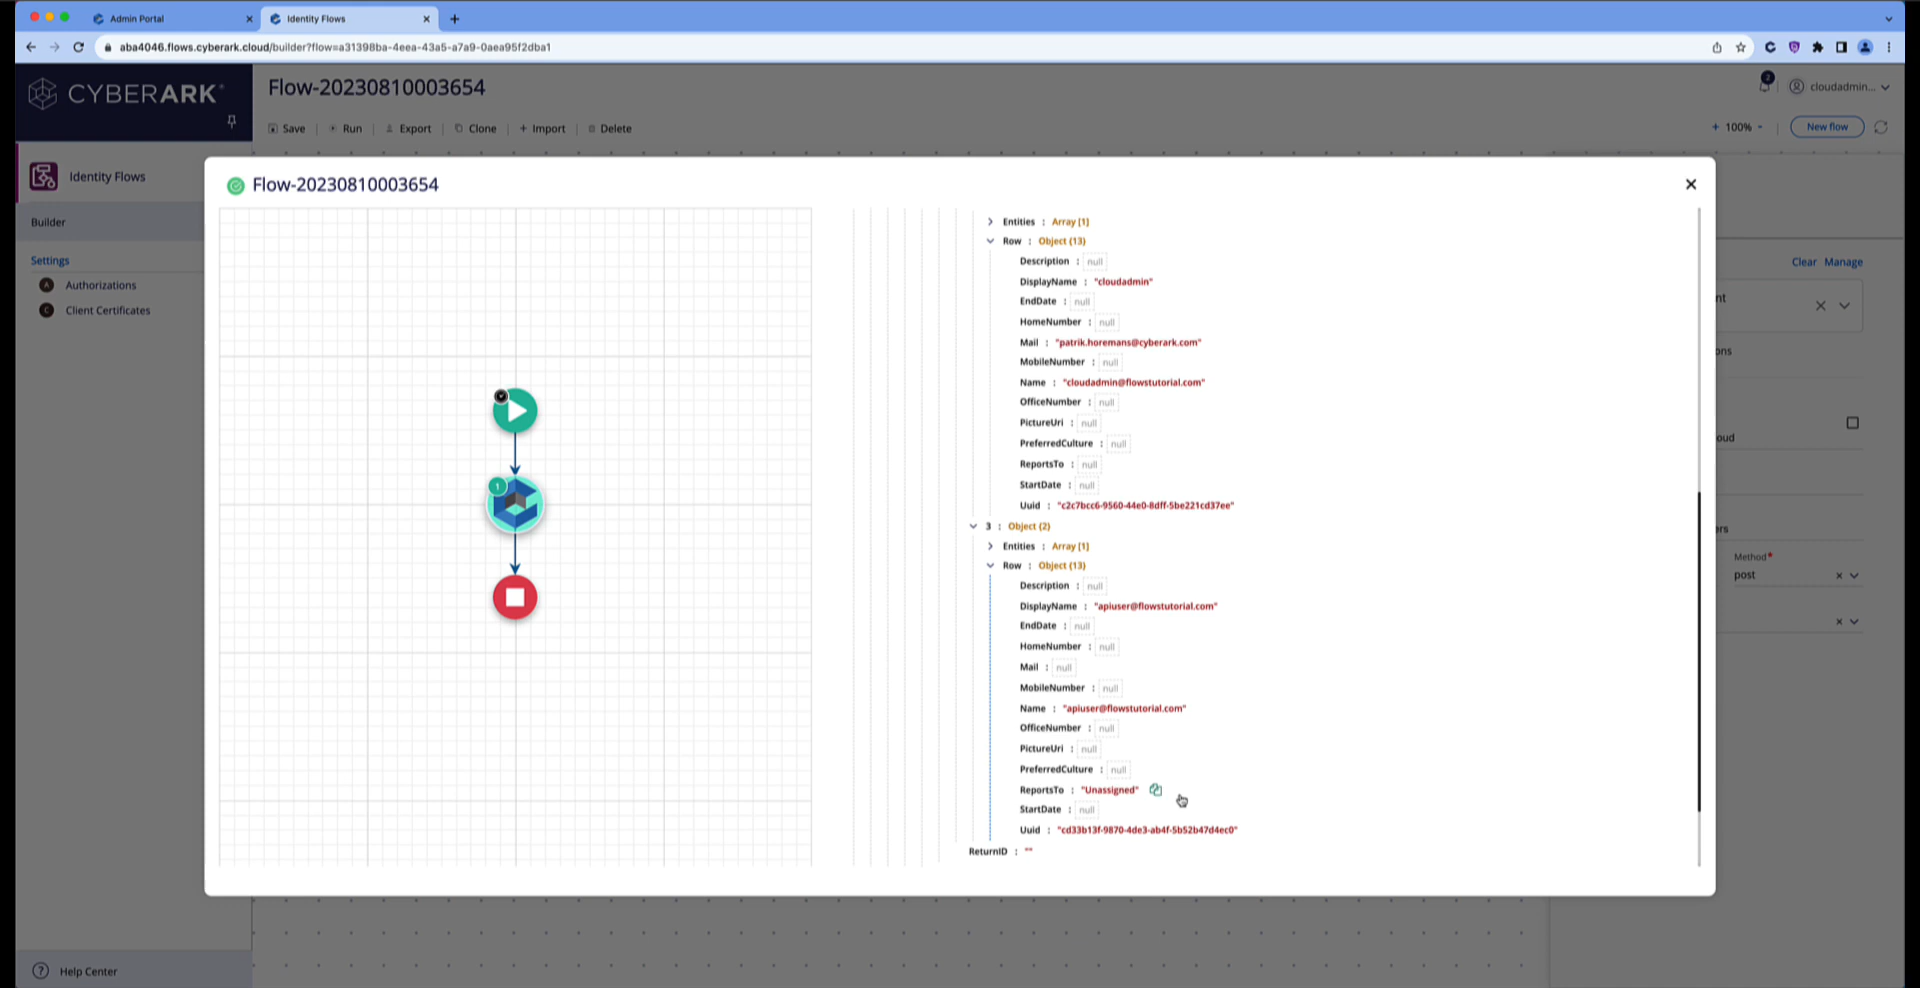 Admin Portal
Identity Flows
aba4046.flows.cyberark.cloud/builder?flow=a31398ba-4eea-43a5-a7a9-0aea95f2dba1
CYBERARK
Flow-20230810003654
2
cloudadmin...
Save
Run
Export
Clone
+ Import
Delete
+ 100% -
New flow
Identity Flows
Builder
Settings
A Authorizations
C Client Certificates
Clear Manage
nt
ons
oud
ers
Method*
post
Flow-20230810003654
1
Entities : Array [1]
Row : Object {13}
Description : null
DisplayName : "cloudadmin"
EndDate : null
HomeNumber : null
Mail : "patrik.horemans@cyberark.com"
MobileNumber : null
Name : "cloudadmin@flowstutorial.com"
OfficeNumber : null
PictureUri : null
PreferredCulture : null
ReportsTo : null
StartDate : null
Uuid : "c2c7bcc6-9560-44e0-8dff-5be221cd37ee"
3 : Object {2}
Entities : Array [1]
Row : Object {13}
Description : null
DisplayName : "apiuser@flowstutorial.com"
EndDate : null
HomeNumber : null
Mail : null
MobileNumber : null
Name : "apiuser@flowstutorial.com"
OfficeNumber : null
PictureUri : null
PreferredCulture : null
ReportsTo : "Unassigned"
StartDate : null
Uuid : "cd33b13f-9870-4de3-ab4f-5b52b47d4ec0"
ReturnID : ""
? Help Center